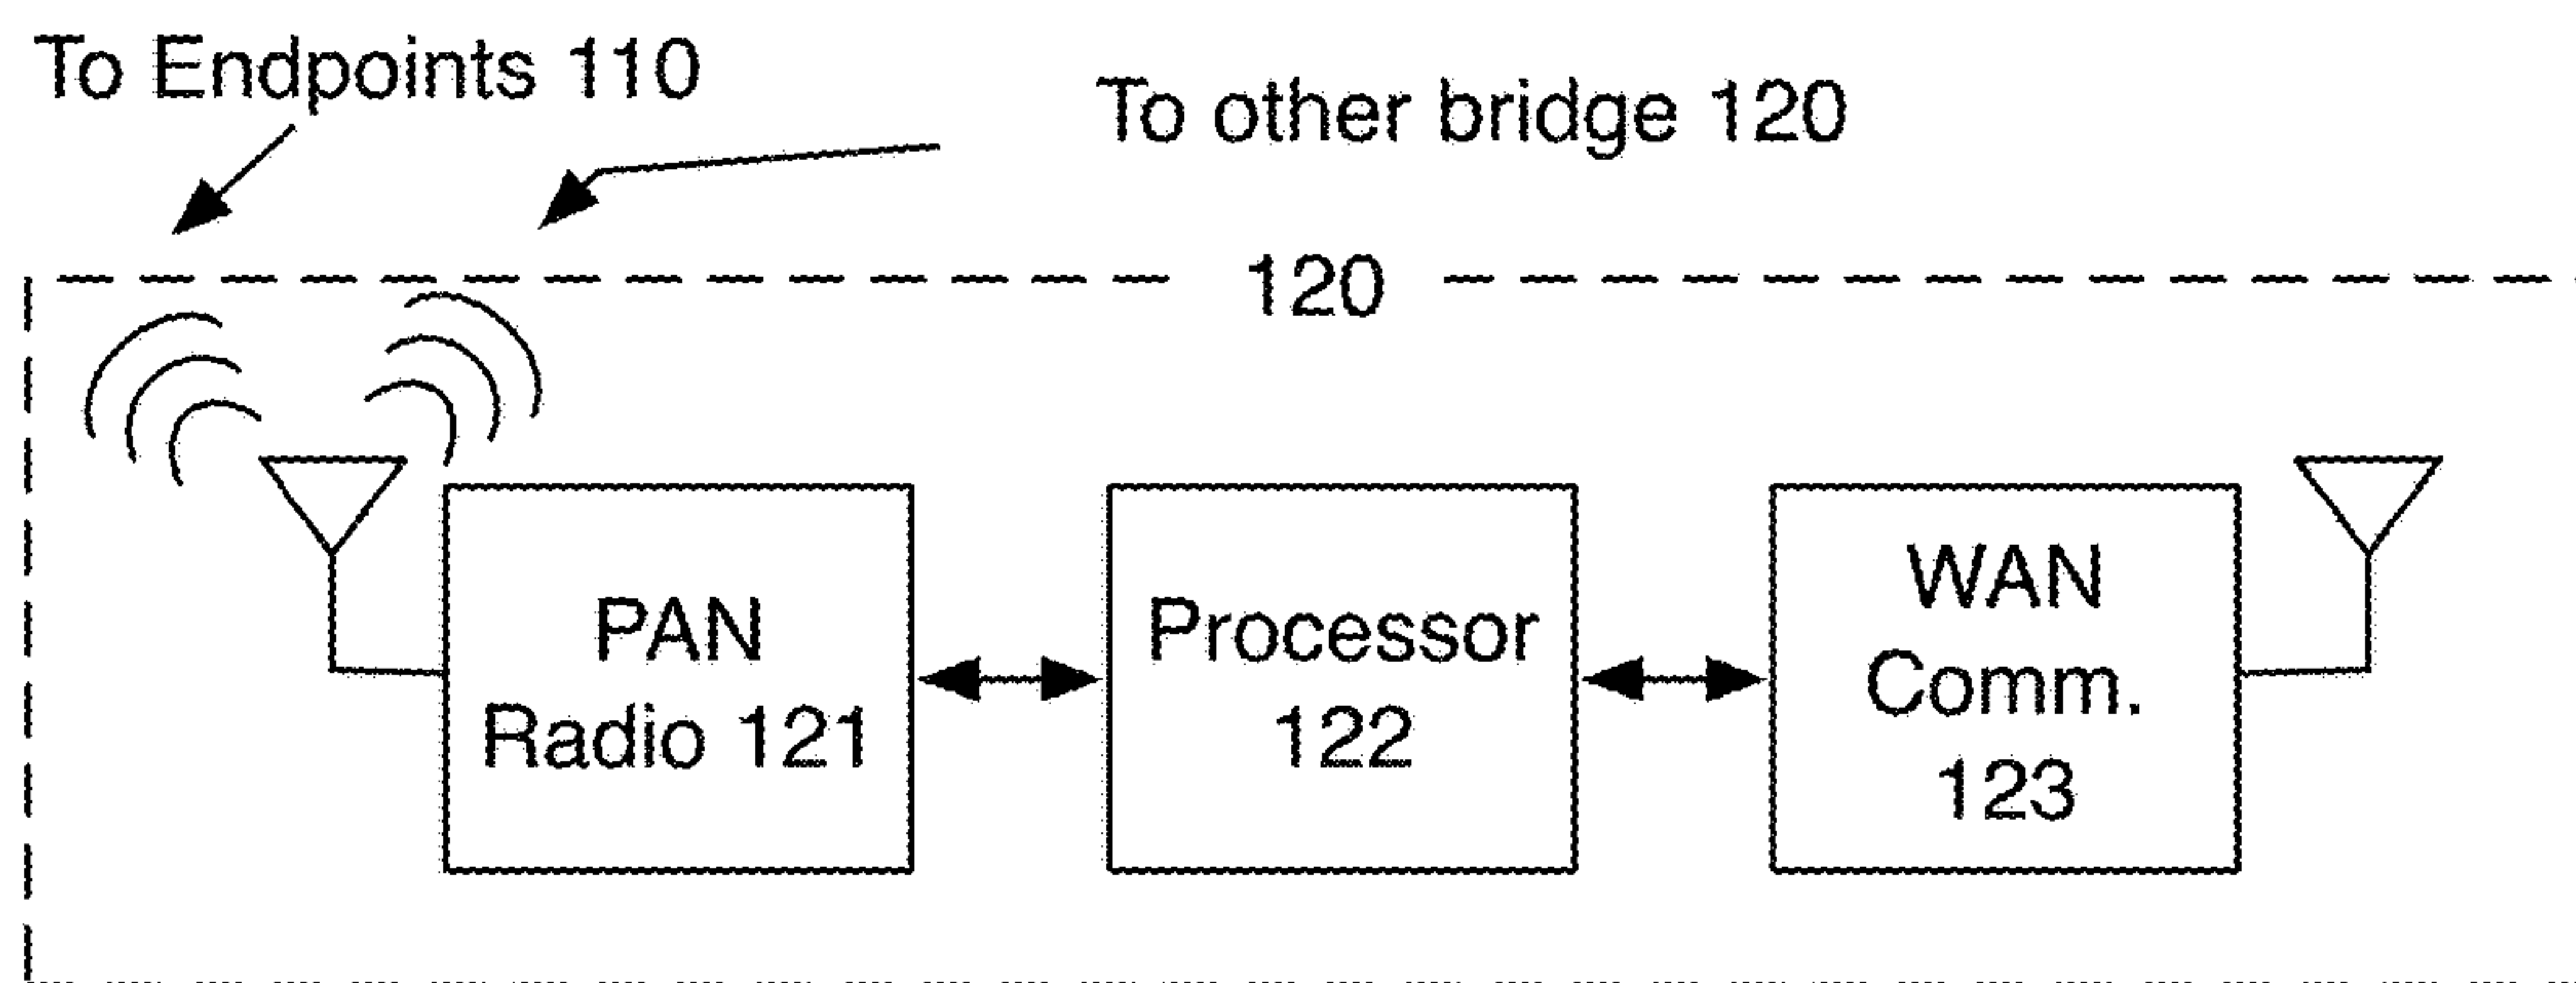 To Endpoints 110
To other bridge 120
120
PAN
Radio 121
Processor
122
WAN
Comm.
123